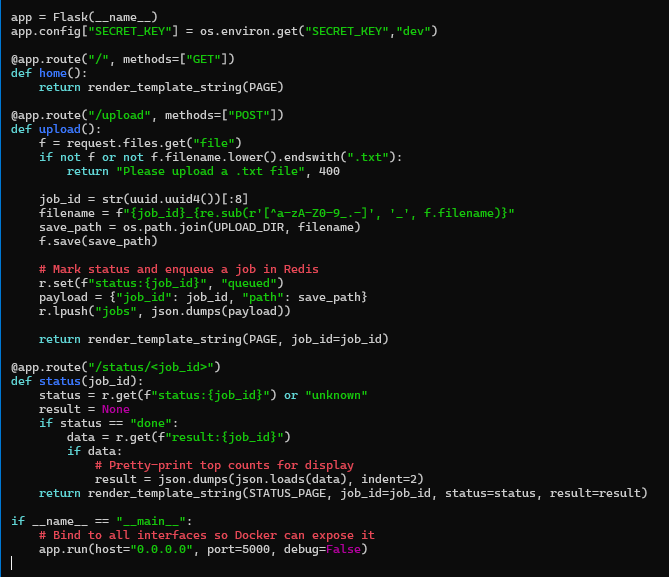 app = Flask(__name__)
app.config["SECRET_KEY"] = os.environ.get("SECRET_KEY","dev")

@app.route("/", methods=["GET"])
def home():
    return render_template_string(PAGE)

@app.route("/upload", methods=["POST"])
def upload():
    f = request.files.get("file")
    if not f or not f.filename.lower().endswith(".txt"):
        return "Please upload a .txt file", 400

    job_id = str(uuid.uuid4())[:8]
    filename = f"{job_id}_{re.sub(r'[^a-zA-Z0-9_.-]', '_', f.filename)}"
    save_path = os.path.join(UPLOAD_DIR, filename)
    f.save(save_path)

    # Mark status and enqueue a job in Redis
    r.set(f"status:{job_id}", "queued")
    payload = {"job_id": job_id, "path": save_path}
    r.lpush("jobs", json.dumps(payload))

    return render_template_string(PAGE, job_id=job_id)

@app.route("/status/<job_id>")
def status(job_id):
    status = r.get(f"status:{job_id}") or "unknown"
    result = None
    if status == "done":
        data = r.get(f"result:{job_id}")
        if data:
            # Pretty-print top counts for display
            result = json.dumps(json.loads(data), indent=2)
    return render_template_string(STATUS_PAGE, job_id=job_id, status=status, result=result)

if __name__ == "__main__":
    # Bind to all interfaces so Docker can expose it
    app.run(host="0.0.0.0", port=5000, debug=False)